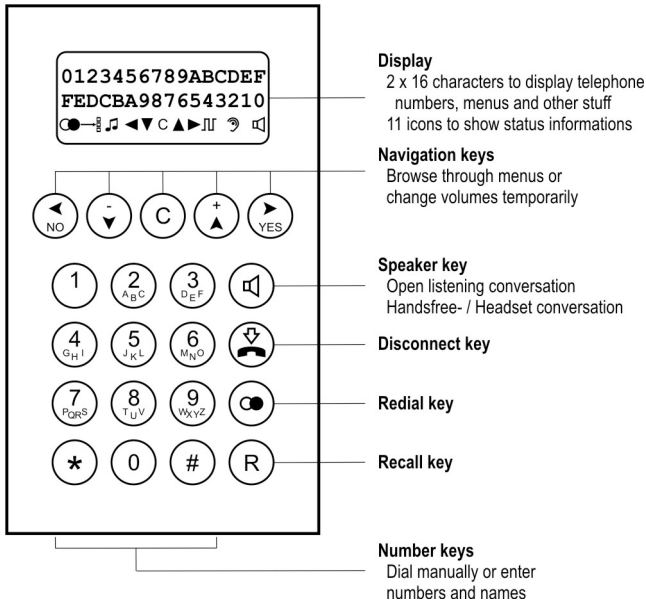 0123456789ABCDEF
FEDCBA9876543210
C
NO
-
C
+
YES
1
2
ABC
3
DEF
4
GHI
5
JKL
6
MNO
7
PQRS
8
TUV
9
WXYZ
*
0
#
R
Display
2 x 16 characters to display telephone
numbers, menus and other stuff
11 icons to show status informations
Navigation keys
Browse through menus or
change volumes temporarily
Speaker key
Open listening conversation
Handsfree- / Headset conversation
Disconnect key
Redial key
Recall key
Number keys
Dial manually or enter
numbers and names